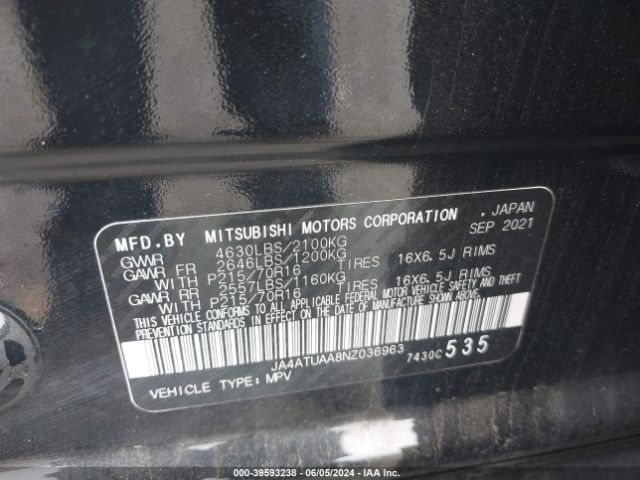 MFD.BY MITSUBISHI MOTORS CORPORATION , JAPAN
SEP 2021
GVWR 4630LBS/2100KG
GAWR FR 2646LBS/1200KG
WITH P215/70R16 TIRES 16X6.5J RIMS
GAWR RR 2557LBS/1160KG
WITH P215/70R16 TIRES 16X6.5J RIMS
THIS VEHICLE CONFORMS TO ALL APPLICABLE FEDERAL MOTOR VEHICLE SAFETY AND THEFT
PREVENTION STANDARDS IN EFFECT ON THE DATE OF MANUFACTURE SHOWN ABOVE.
JA4ATUAA8NZ036963 7430C 535
VEHICLE TYPE: MPV
000-39593238 - 06/05/2024 - IAA Inc.